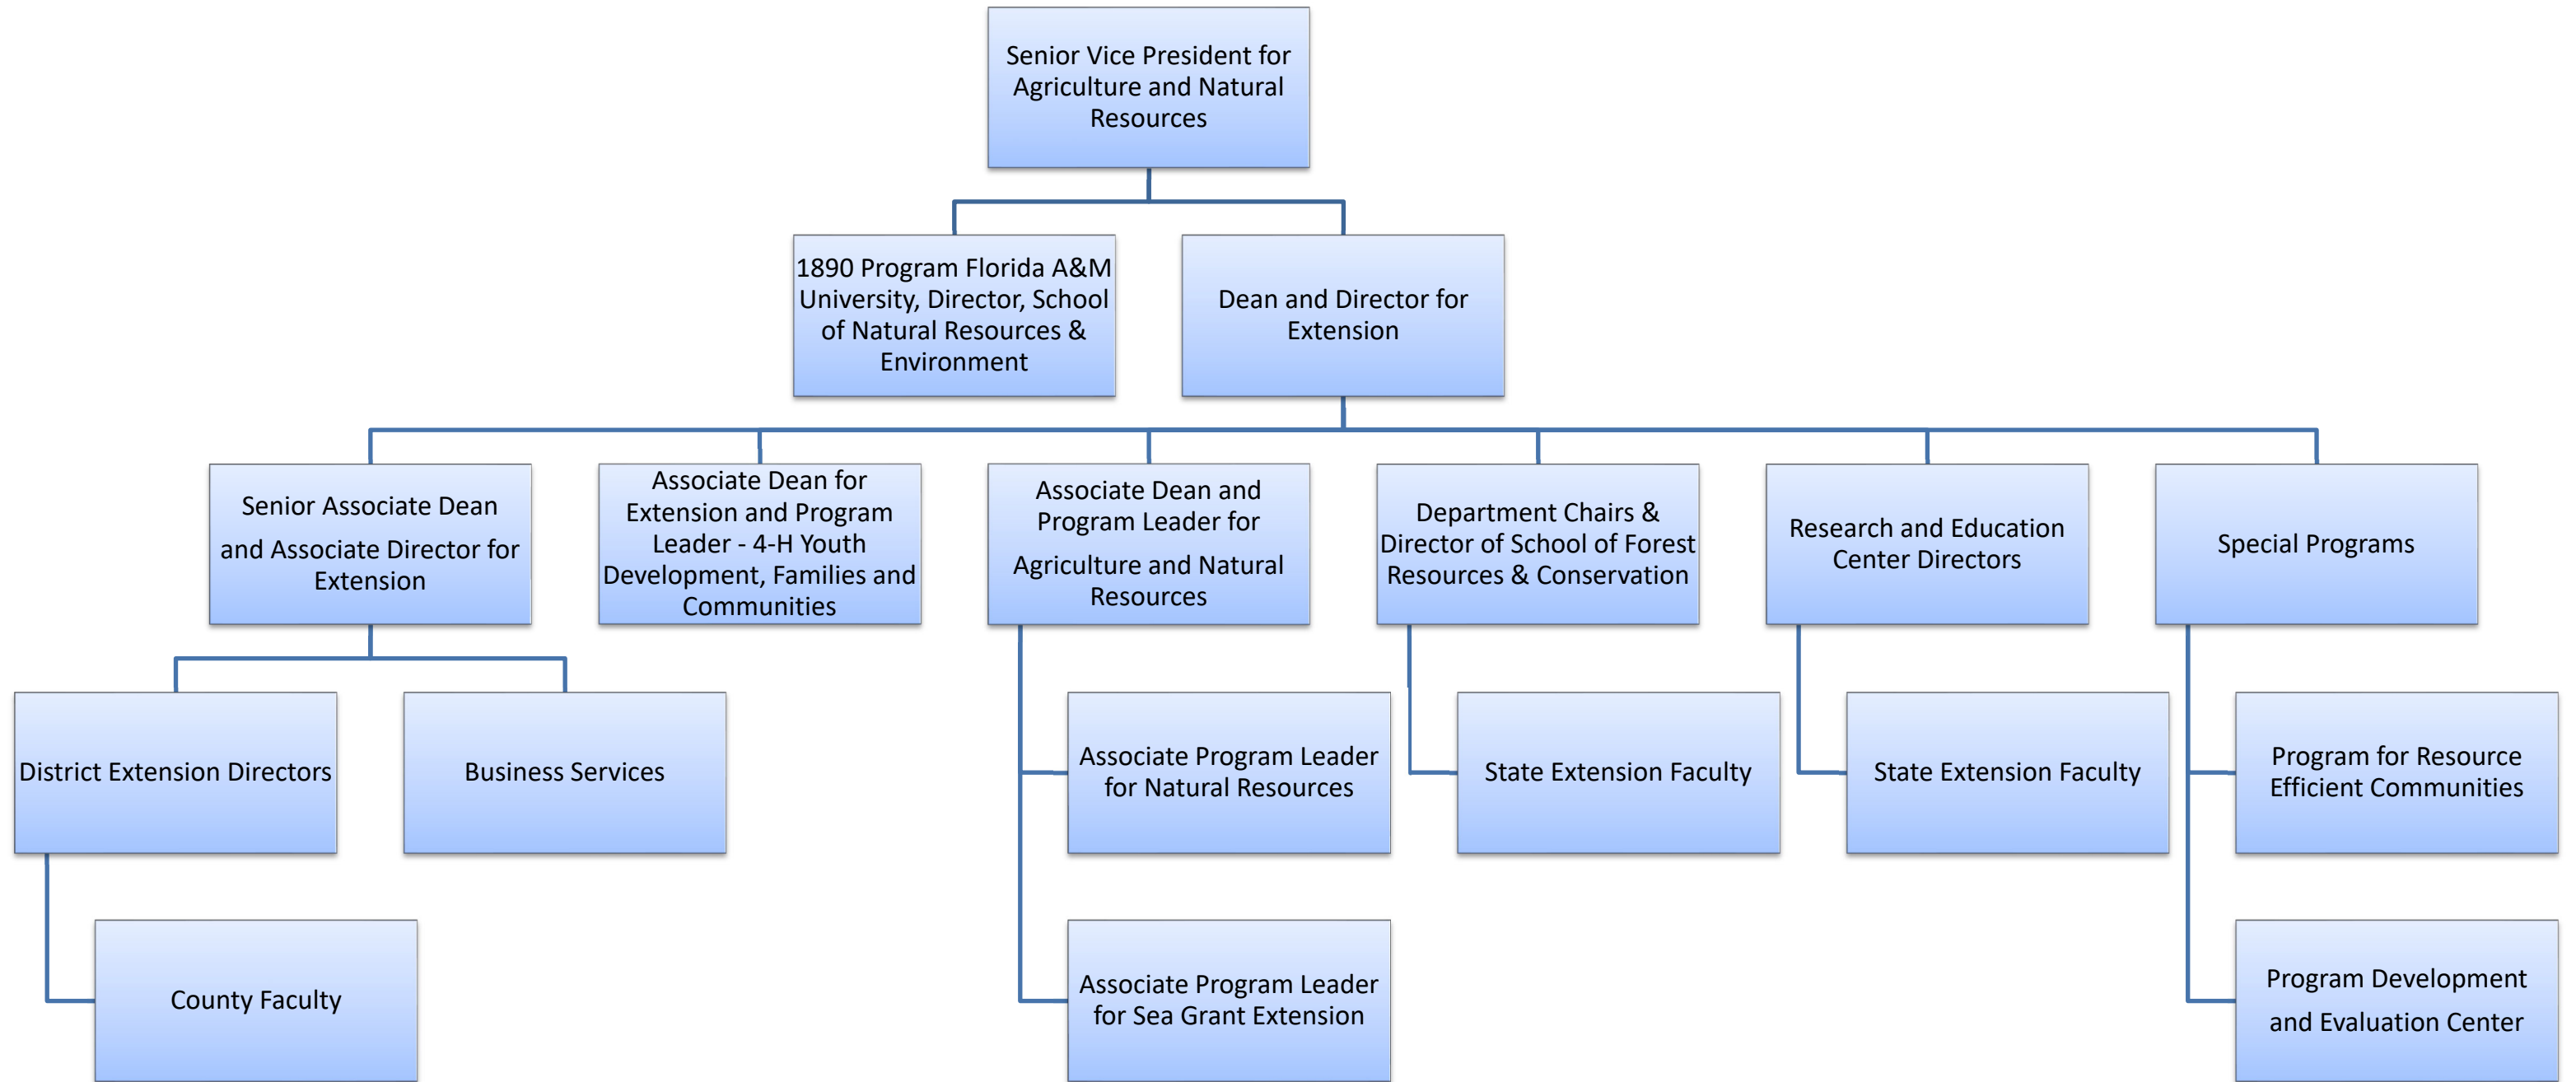 Senior Vice President for
Agriculture and Natural
Resources
1890 Program Florida A&M
University, Director, School
of Natural Resources &
Environment
Dean and Director for
Extension
Senior Associate Dean
and Associate Director for
Extension
Associate Dean for
Extension and Program
Leader - 4-H Youth
Development, Families and
Communities
Associate Dean and
Program Leader for
Agriculture and Natural
Resources
Department Chairs &
Director of School of Forest
Resources & Conservation
Research and Education
Center Directors
Special Programs
District Extension Directors
Business Services
Associate Program Leader
for Natural Resources
State Extension Faculty
State Extension Faculty
Program for Resource
Efficient Communities
County Faculty
Associate Program Leader
for Sea Grant Extension
Program Development
and Evaluation Center